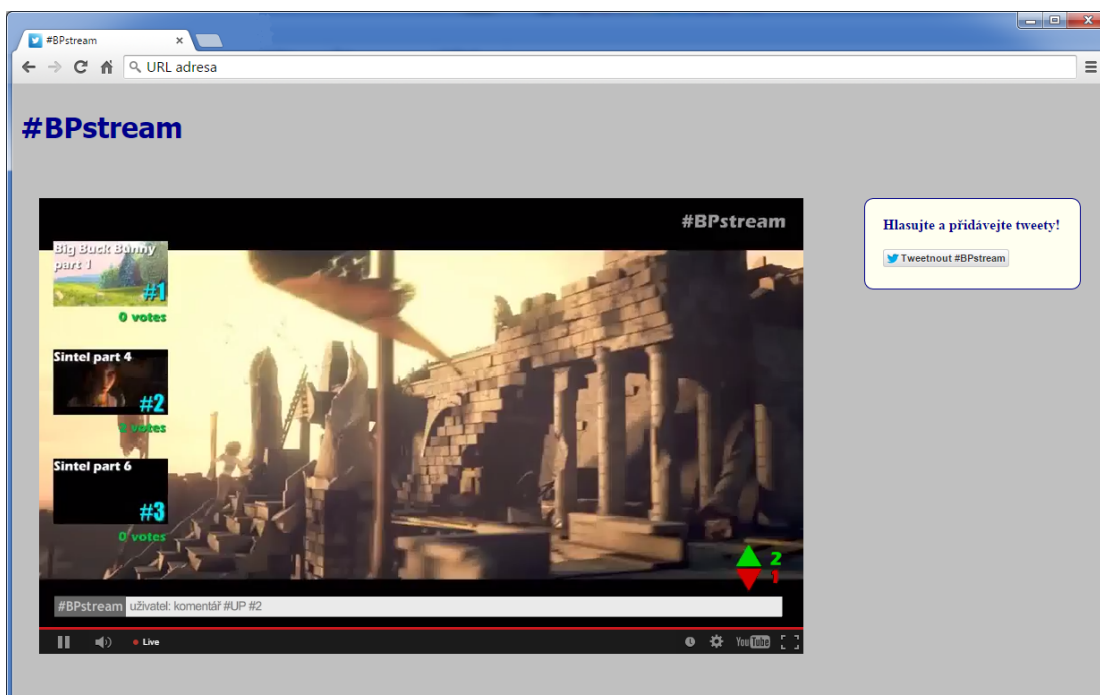 #BPstream
URL adresa
#BPstream
#BPstream
Big Buck Bunny
part 1
#1
0 votes
Sintel part 4
#2
votes
Sintel part 6
#3
0 votes
2
1
#BPstream uživatel: komentář #UP #2
Live
YouTube
Hlasujte a přidávejte tweety!
Tweetnout #BPstream